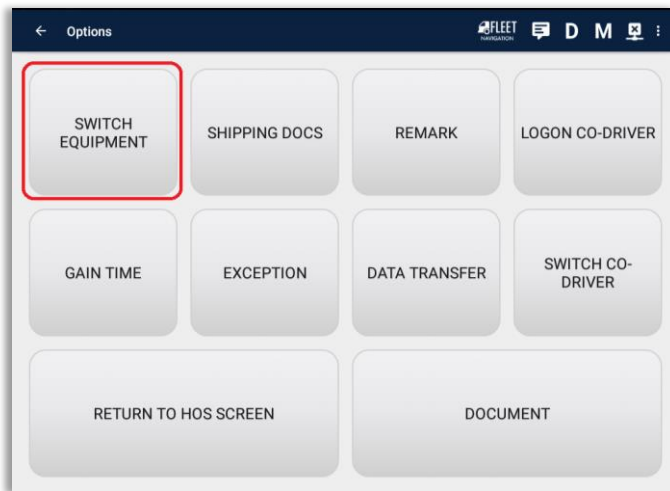 Options
FLEET
NAVIGATION
D
M
SWITCH
EQUIPMENT
SHIPPING DOCS
REMARK
LOGON CO-DRIVER
GAIN TIME
EXCEPTION
DATA TRANSFER
SWITCH CO-
DRIVER
RETURN TO HOS SCREEN
DOCUMENT